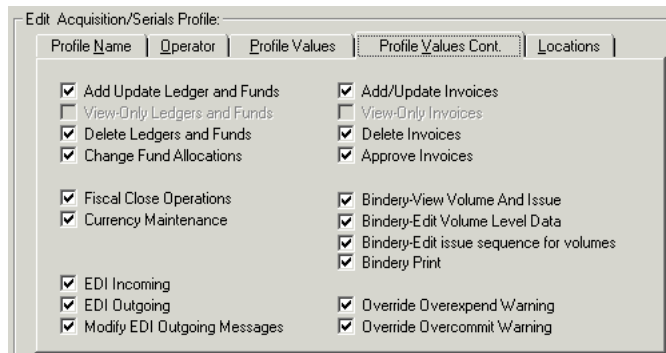 Edit Acquisition/Serials Profile:
Profile Name
Operator
Profile Values
Profile Values Cont.
Locations
Add Update Ledger and Funds
View-Only Ledgers and Funds
Delete Ledgers and Funds
Change Fund Allocations
Fiscal Close Operations
Currency Maintenance
EDI Incoming
EDI Outgoing
Modify EDI Outgoing Messages
Add/Update Invoices
View-Only Invoices
Delete Invoices
Approve Invoices
Bindery-View Volume And Issue
Bindery-Edit Volume Level Data
Bindery-Edit issue sequence for volumes
Bindery Print
Override Overexpend Warning
Override Overcommit Warning